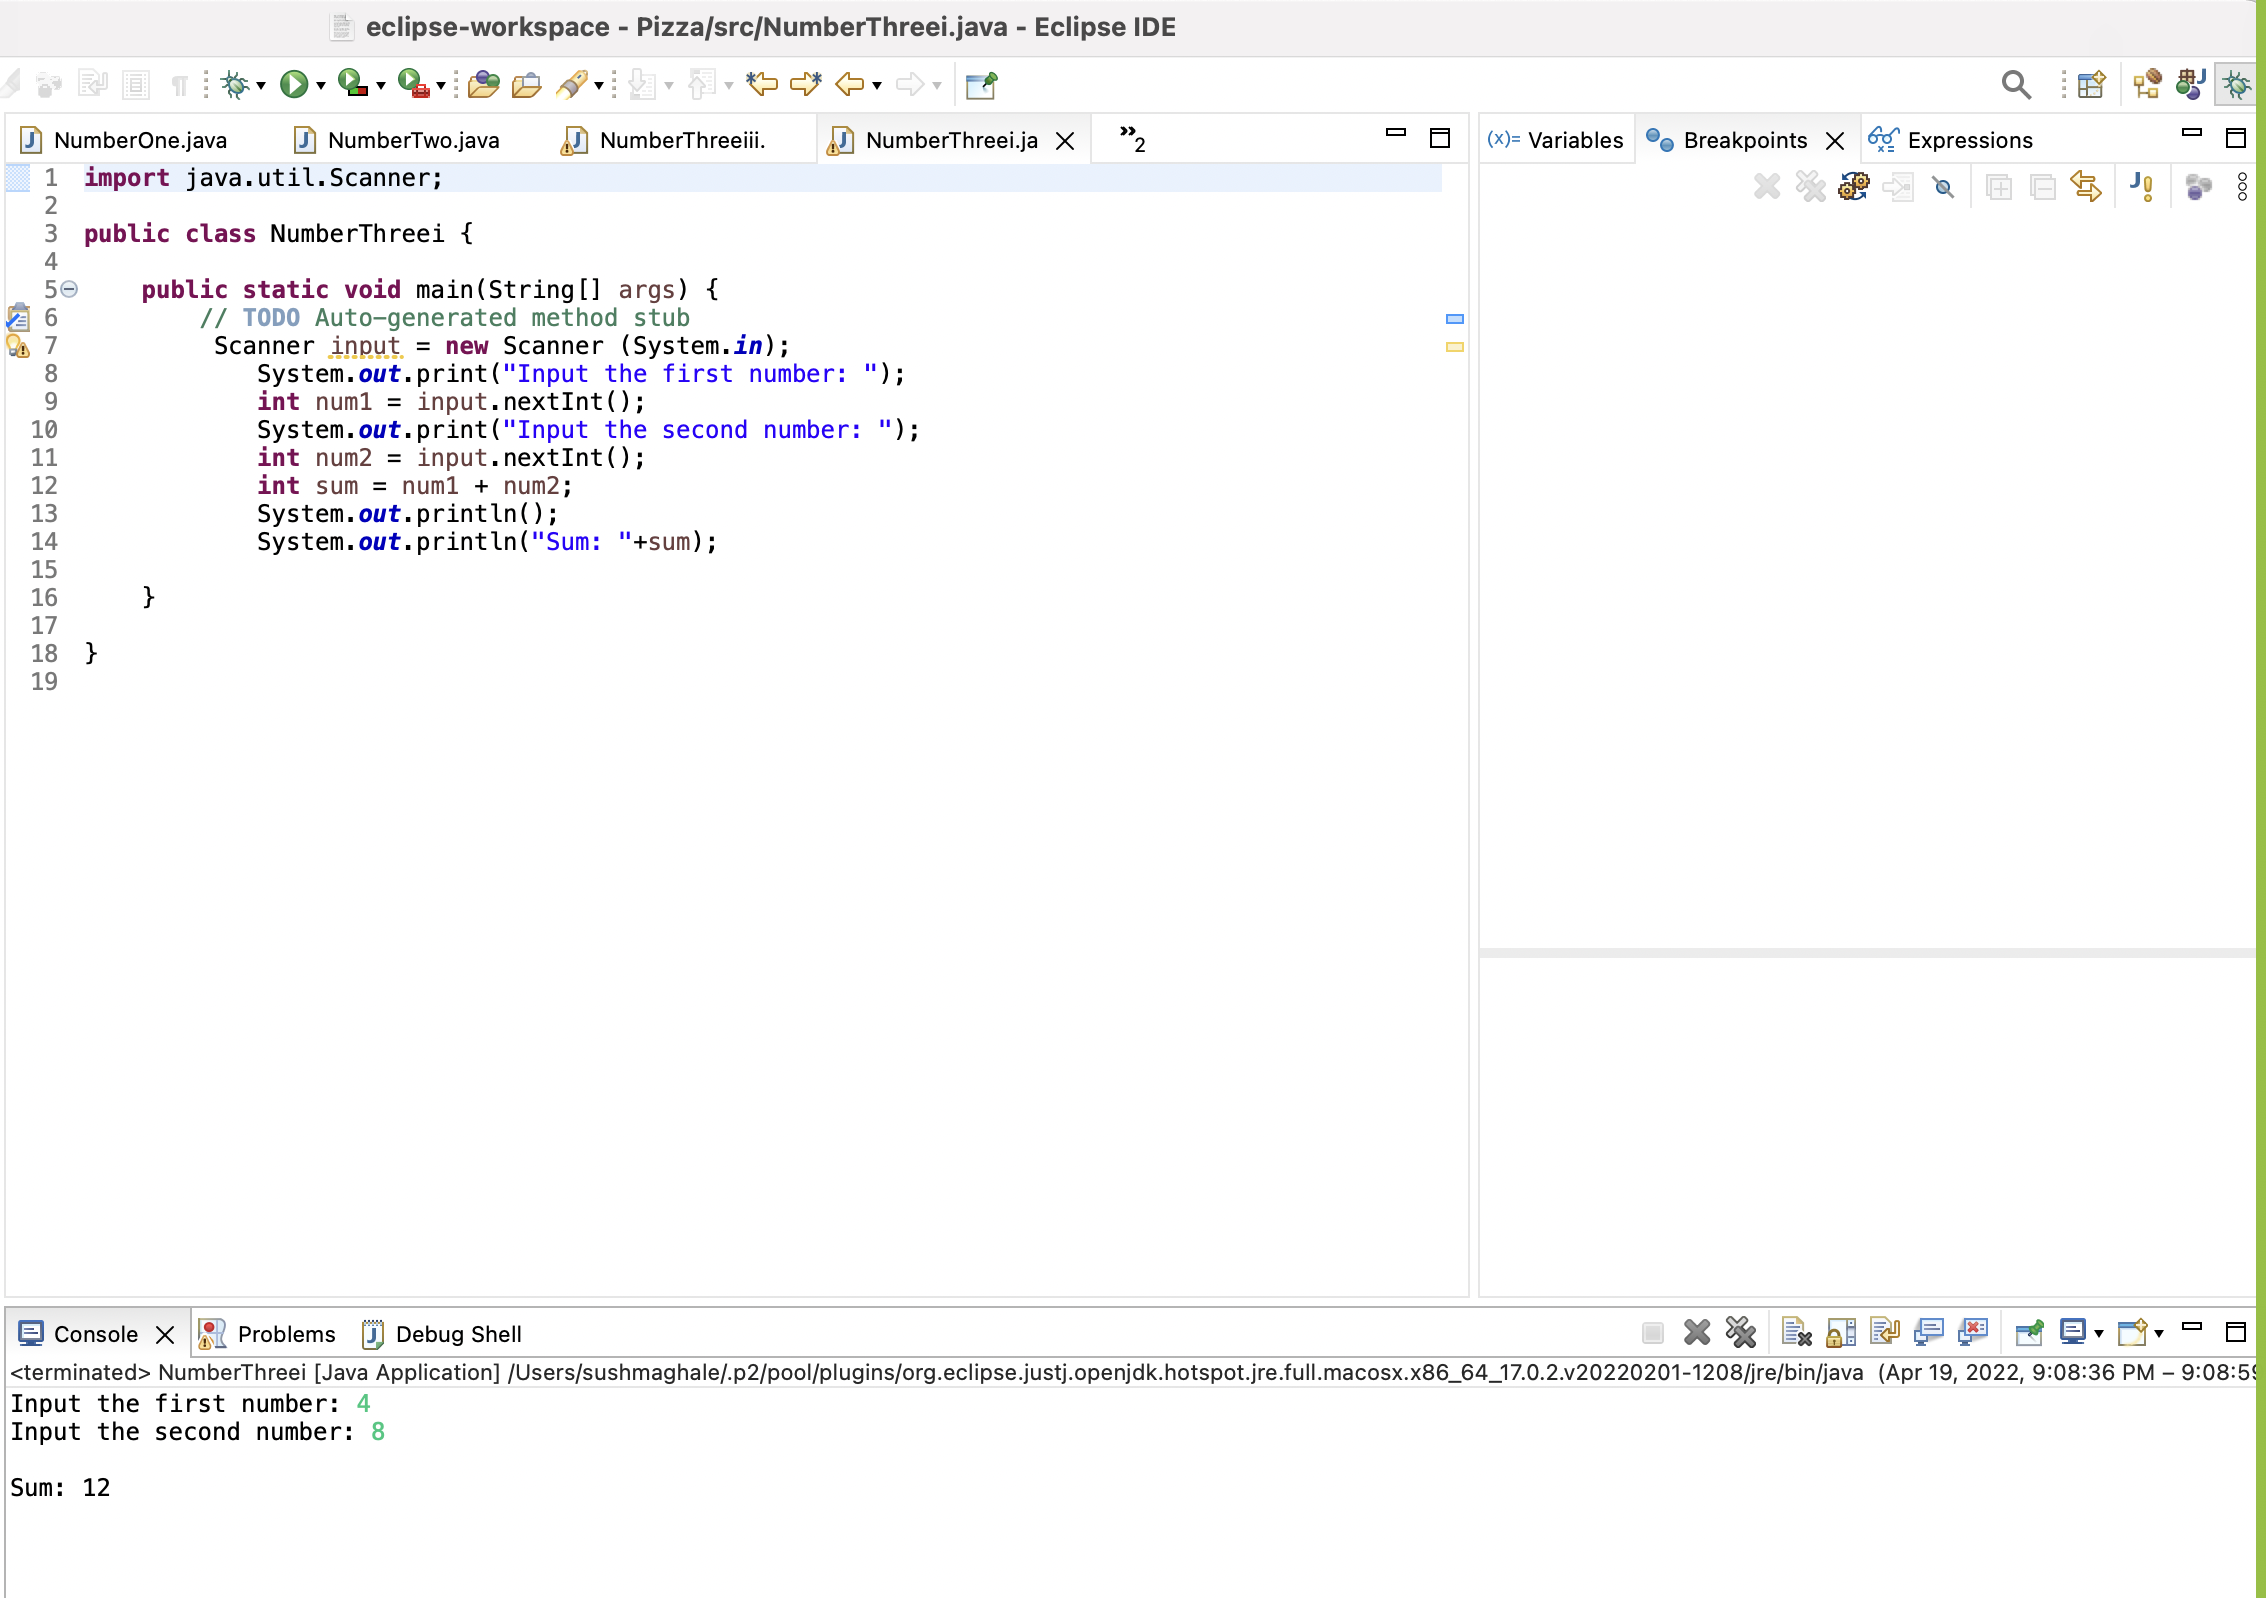 eclipse-workspace - Pizza/src/NumberThreei.java - Eclipse IDE
NumberOne.java NumberTwo.java NumberThreeiii. NumberThreei.ja »2
(x)= Variables Breakpoints Expressions
1 import java.util.Scanner;
2
3 public class NumberThreei {
4
5 public static void main(String[] args) {
6 // TODO Auto-generated method stub
7 Scanner input = new Scanner (System.in);
8 System.out.print("Input the first number: ");
9 int num1 = input.nextInt();
10 System.out.print("Input the second number: ");
11 int num2 = input.nextInt();
12 int sum = num1 + num2;
13 System.out.println();
14 System.out.println("Sum: "+sum);
15
16 }
17
18 }
19
Console Problems Debug Shell
<terminated> NumberThreei [Java Application] /Users/sushmaghale/.p2/pool/plugins/org.eclipse.justj.openjdk.hotspot.jre.full.macosx.x86_64_17.0.2.v20220201-1208/jre/bin/java (Apr 19, 2022, 9:08:36 PM – 9:08:5
Input the first number: 4
Input the second number: 8
Sum: 12